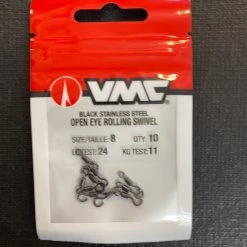 VMC
BLACK STAINLESS STEEL
OPEN EYE ROLLING SWIVEL
SIZE/TAILLE: 8 QTY: 10
LB TEST: 24 KG TEST: 11